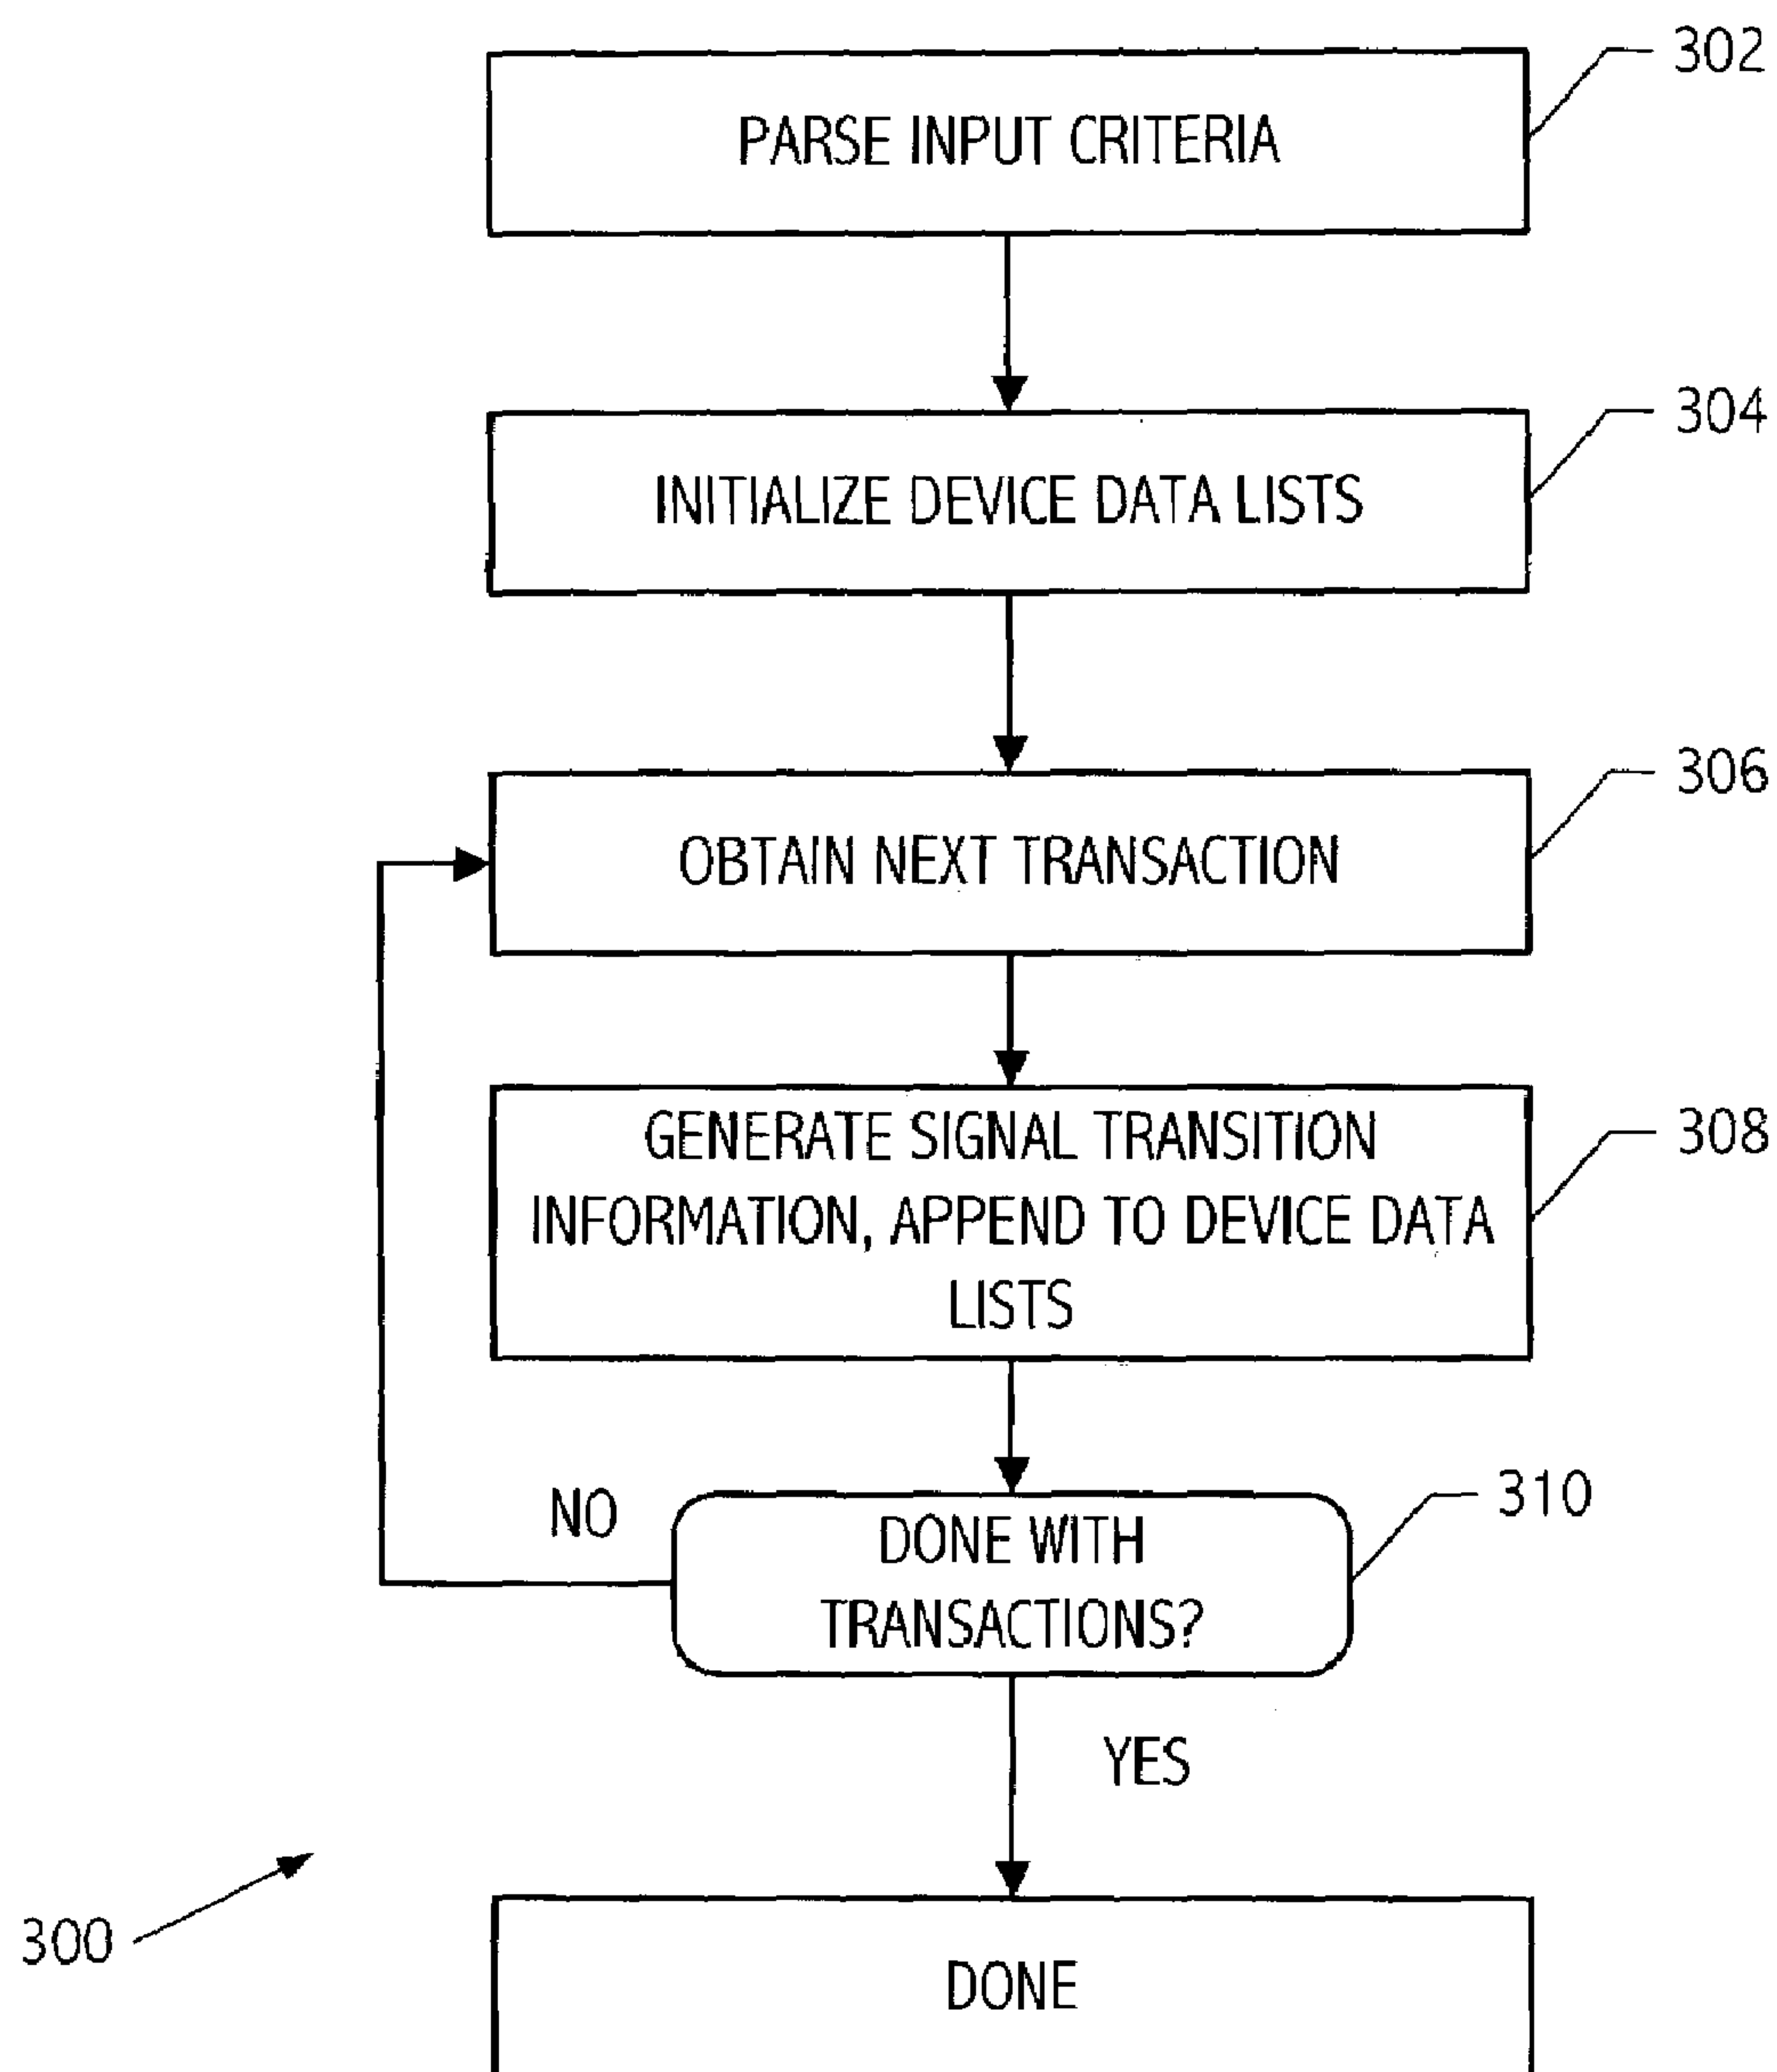 302
PARSE INPUT CRITERIA
304
INITIALIZE DEVICE DATA LISTS
306
OBTAIN NEXT TRANSACTION
308
GENERATE SIGNAL TRANSITION
INFORMATION, APPEND TO DEVICE DATA
LISTS
310
NO
DONE WITH
TRANSACTIONS?
YES
300
DONE